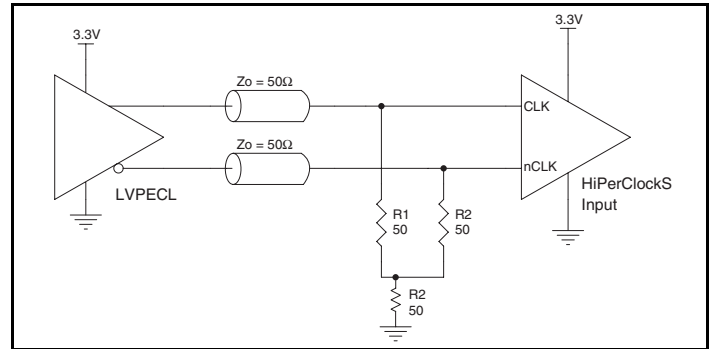 3.3V
3.3V
Zo = 50Ω
CLK
Zo = 50Ω
nCLK
LVPECL
HiPerClockS
Input
R1
50
R2
50
R2
50